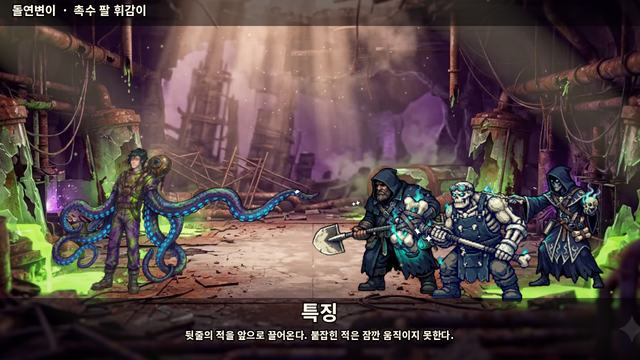 돌연변이 · 촉수 팔 휘감이
특징
뒷줄의 적을 앞으로 끌어온다. 붙잡힌 적은 잠깐 움직이지 못한다.